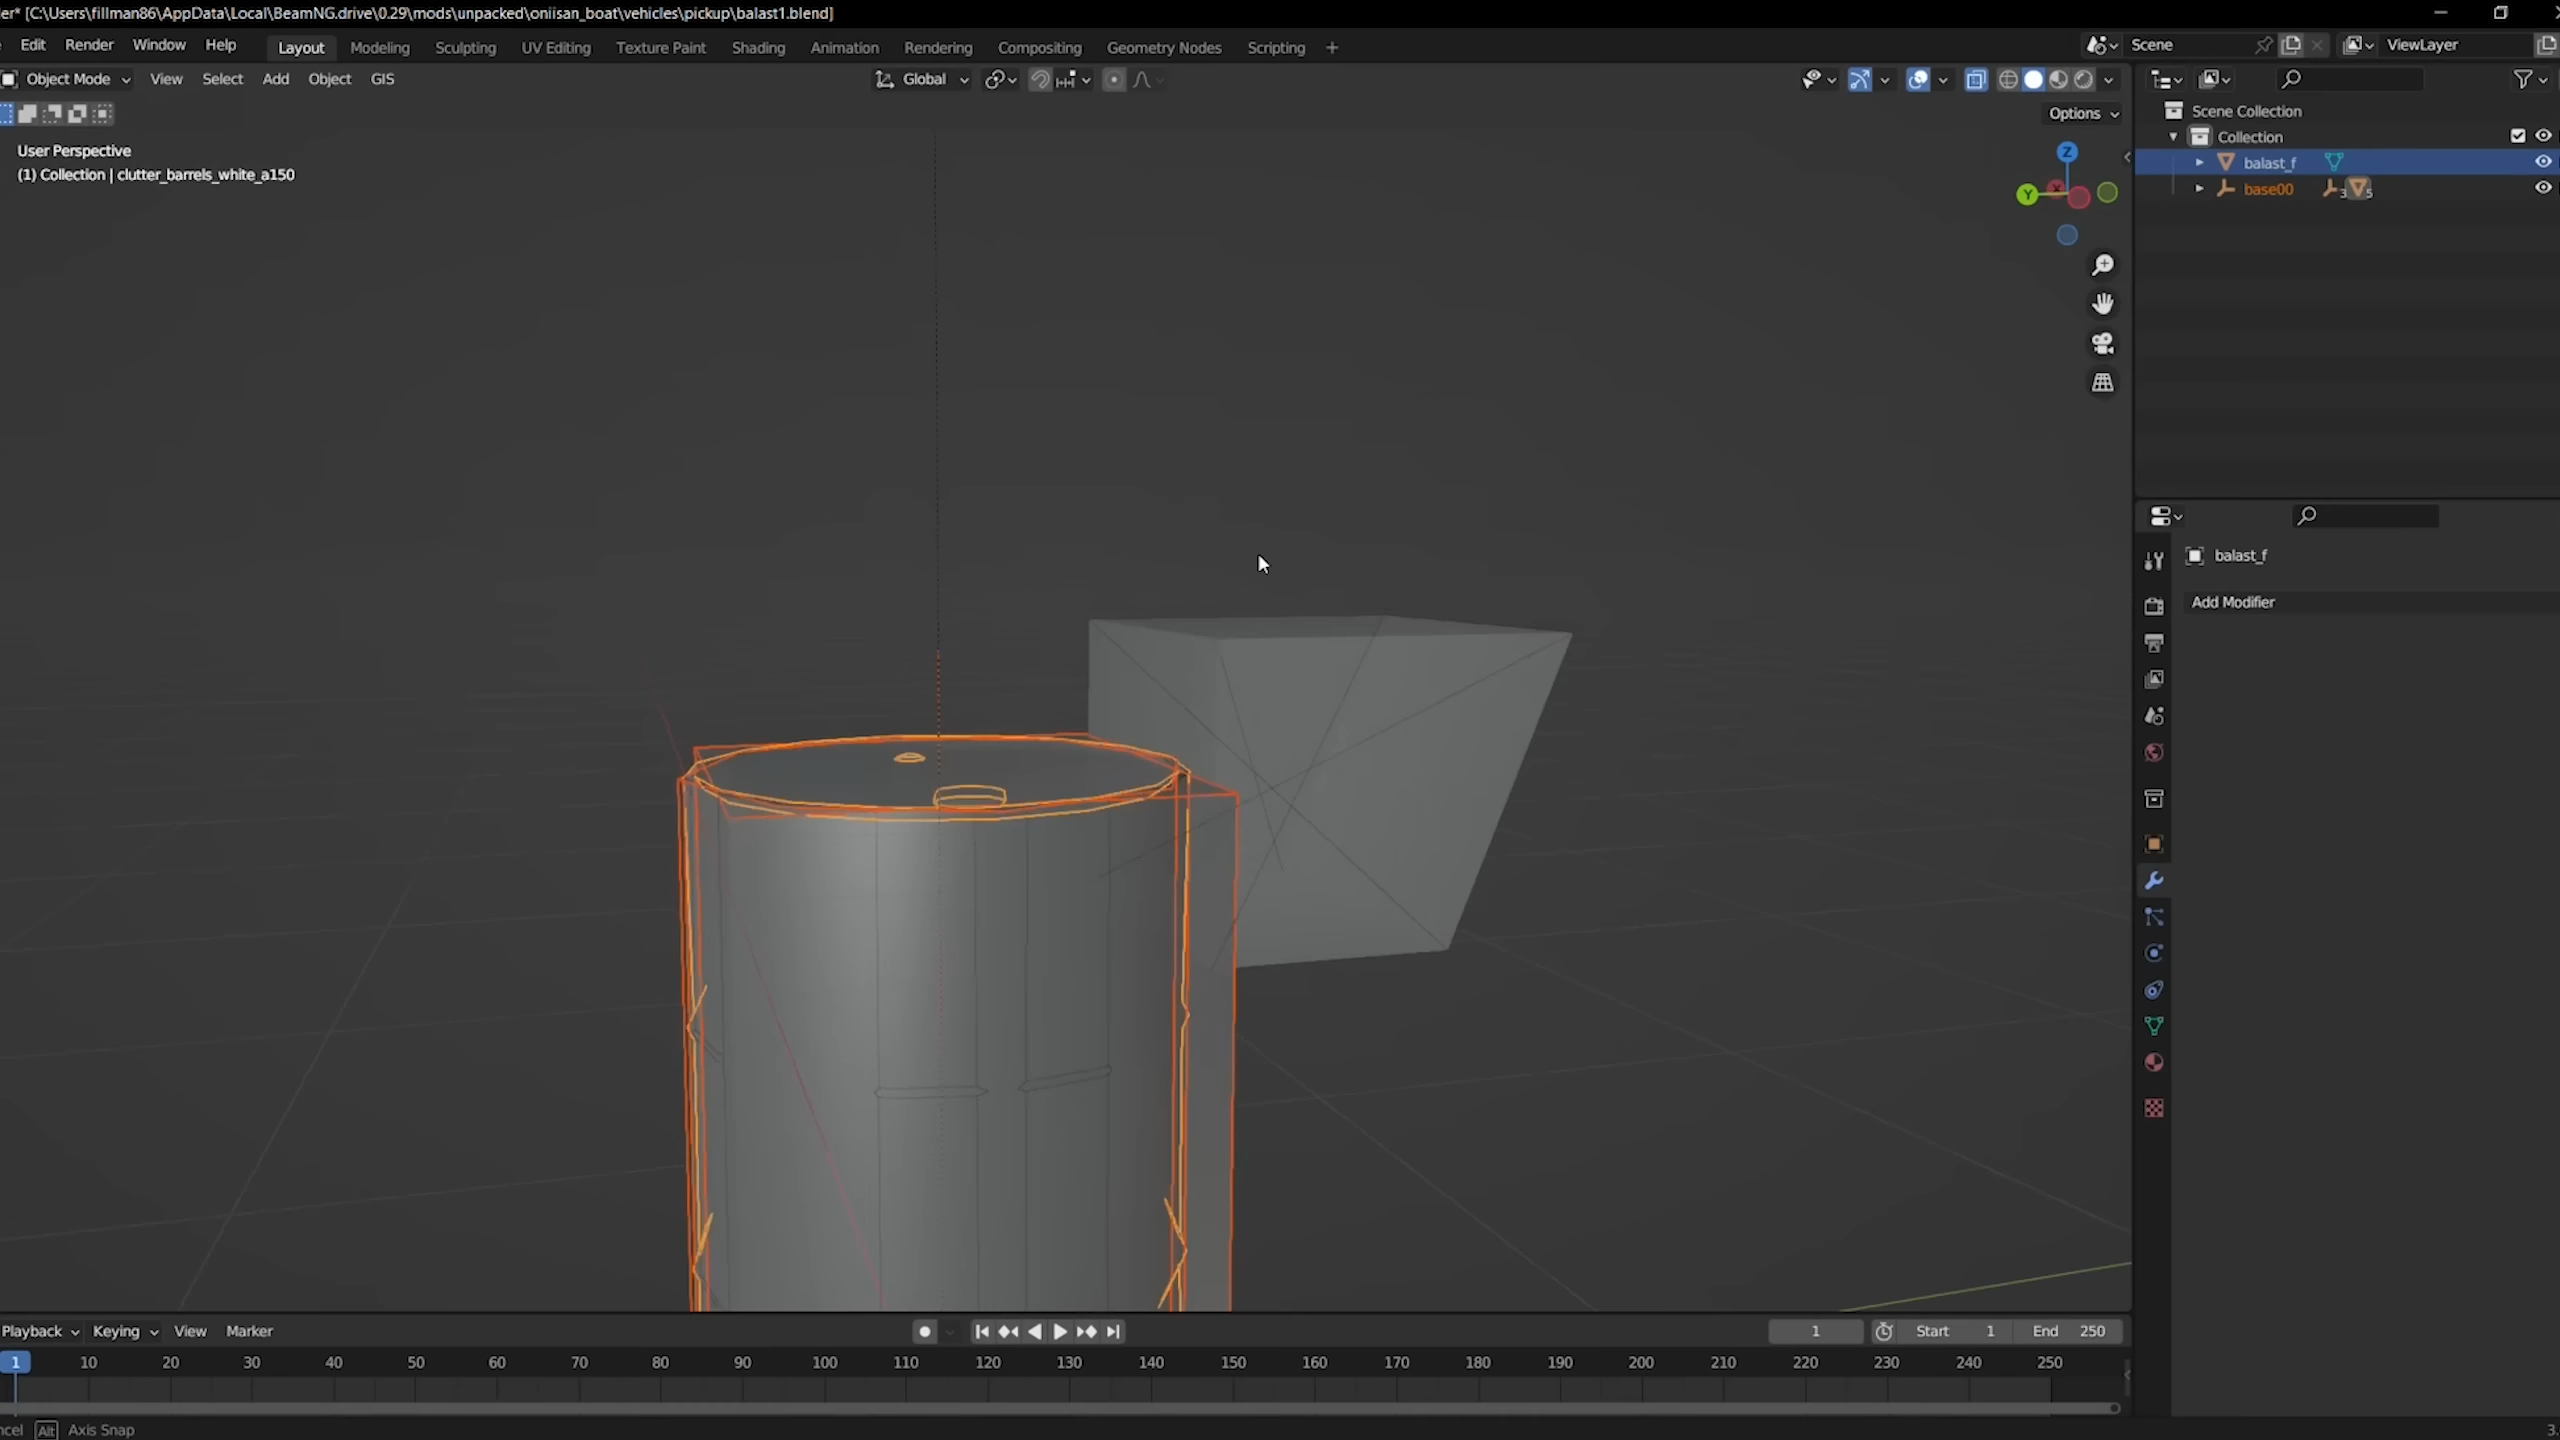 er* [C:\Users\fillman86\AppData\Local\BeamNG.drive\0.29\mods\unpacked\oniisan_boat\vehicles\pickup\balast1.blend]
Edit Render Window Help Layout Modeling Sculpting UV Editing Texture Paint Shading Animation Rendering Compositing Geometry Nodes Scripting + Scene ViewLayer
Object Mode View Select Add Object GIS Global
Options
User Perspective
(1) Collection | clutter_barrels_white_a150
Scene Collection
Collection
balast_f
base00 3 5
Z
Y
X
balast_f
Add Modifier
Playback Keying View Marker 1 Start 1 End 250
1 10 20 30 40 50 60 70 80 90 100 110 120 130 140 150 160 170 180 190 200 210 220 230 240 250
ncel Alt Axis Snap 3.